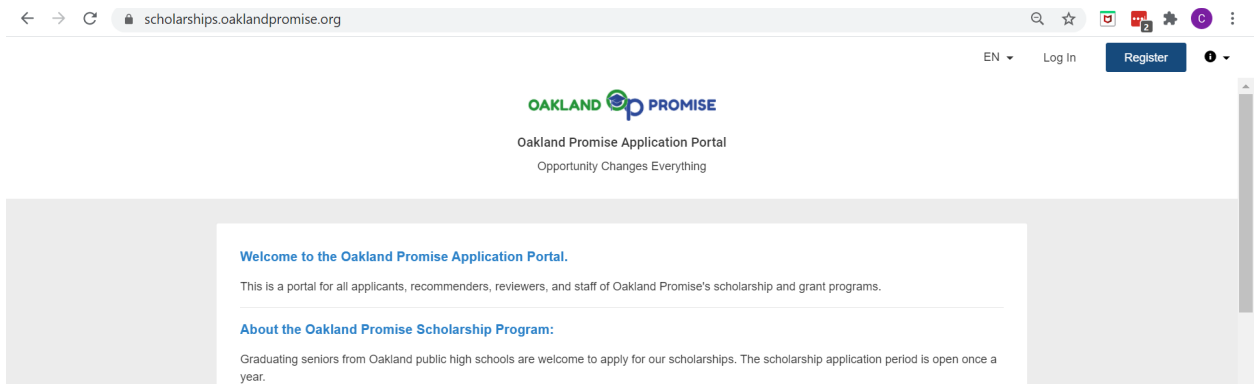 scholarships.oaklandpromise.org
2
C
EN
Log In
Register
OAKLAND OP PROMISE
Oakland Promise Application Portal
Opportunity Changes Everything
Welcome to the Oakland Promise Application Portal.
This is a portal for all applicants, recommenders, reviewers, and staff of Oakland Promise's scholarship and grant programs.
About the Oakland Promise Scholarship Program:
Graduating seniors from Oakland public high schools are welcome to apply for our scholarships. The scholarship application period is open once a
year.